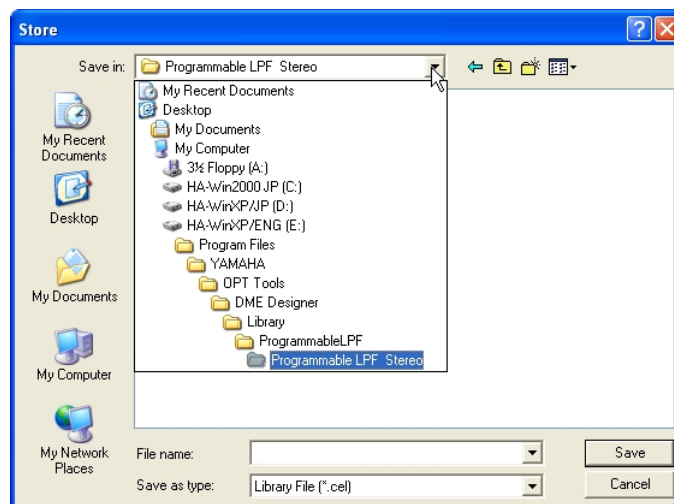 Store
Save in: Programmable LPF Stereo
My Recent Documents
Desktop
My Documents
My Computer
3½ Floppy (A:)
HA-Win2000 JP (C:)
HA-WinXP/JP (D:)
HA-WinXP/ENG (E:)
Program Files
YAMAHA
OPT Tools
DME Designer
Library
ProgrammableLPF
Programmable LPF Stereo
My Recent
Documents
Desktop
My Documents
My Computer
My Network
Places
File name:
Save
Save as type: Library File (*.cel)
Cancel